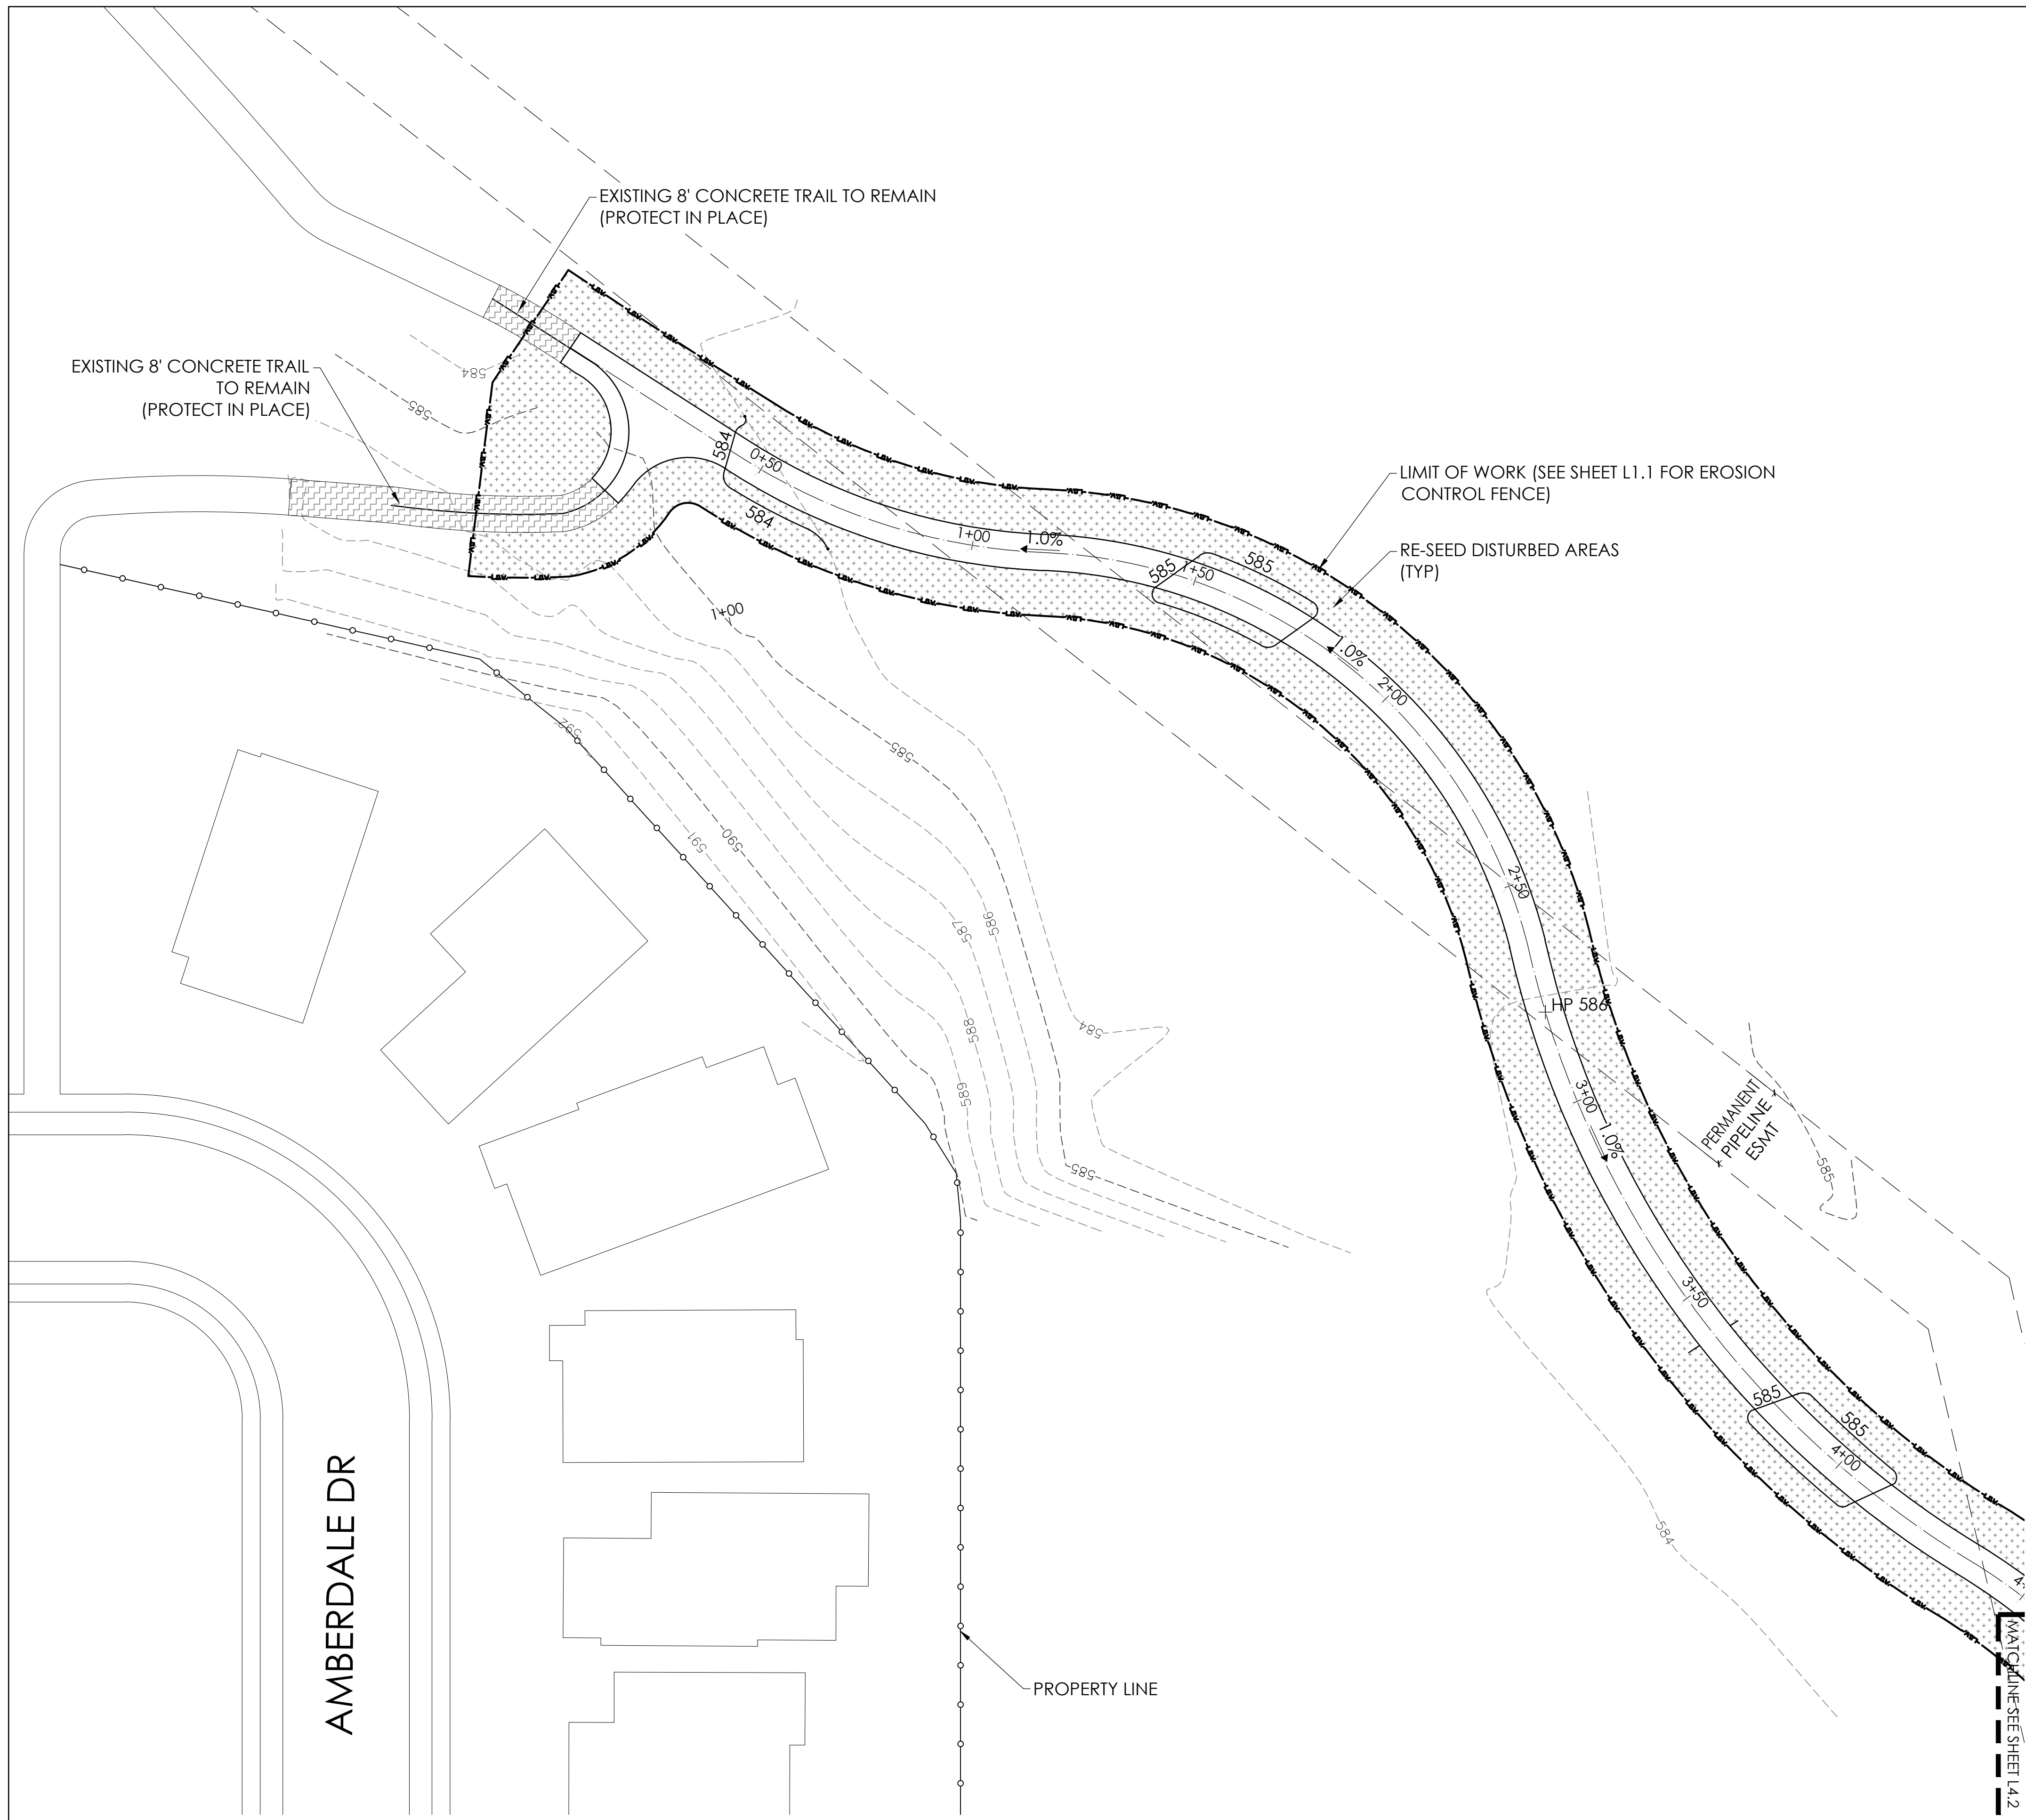 EXISTING 8' CONCRETE TRAIL TO REMAIN
(PROTECT IN PLACE)
EXISTING 8' CONCRETE TRAIL
TO REMAIN
(PROTECT IN PLACE)
584
585
584
0+50
584
LIMIT OF WORK (SEE SHEET L1.1 FOR EROSION
CONTROL FENCE)
RE-SEED DISTURBED AREAS
(TYP)
1+00
1.0%
585
1+50
585
1+00
.0%
2+00
592
585
591
590
2+50
587
586
HP 586
588
584
589
585
3+00
1.0%
PERMANENT
PIPELINE
ESMT
585
3+50
585
585
4+00
584
AMBERDALE DR
PROPERTY LINE
MATCHLINE SEE SHEET L4.2